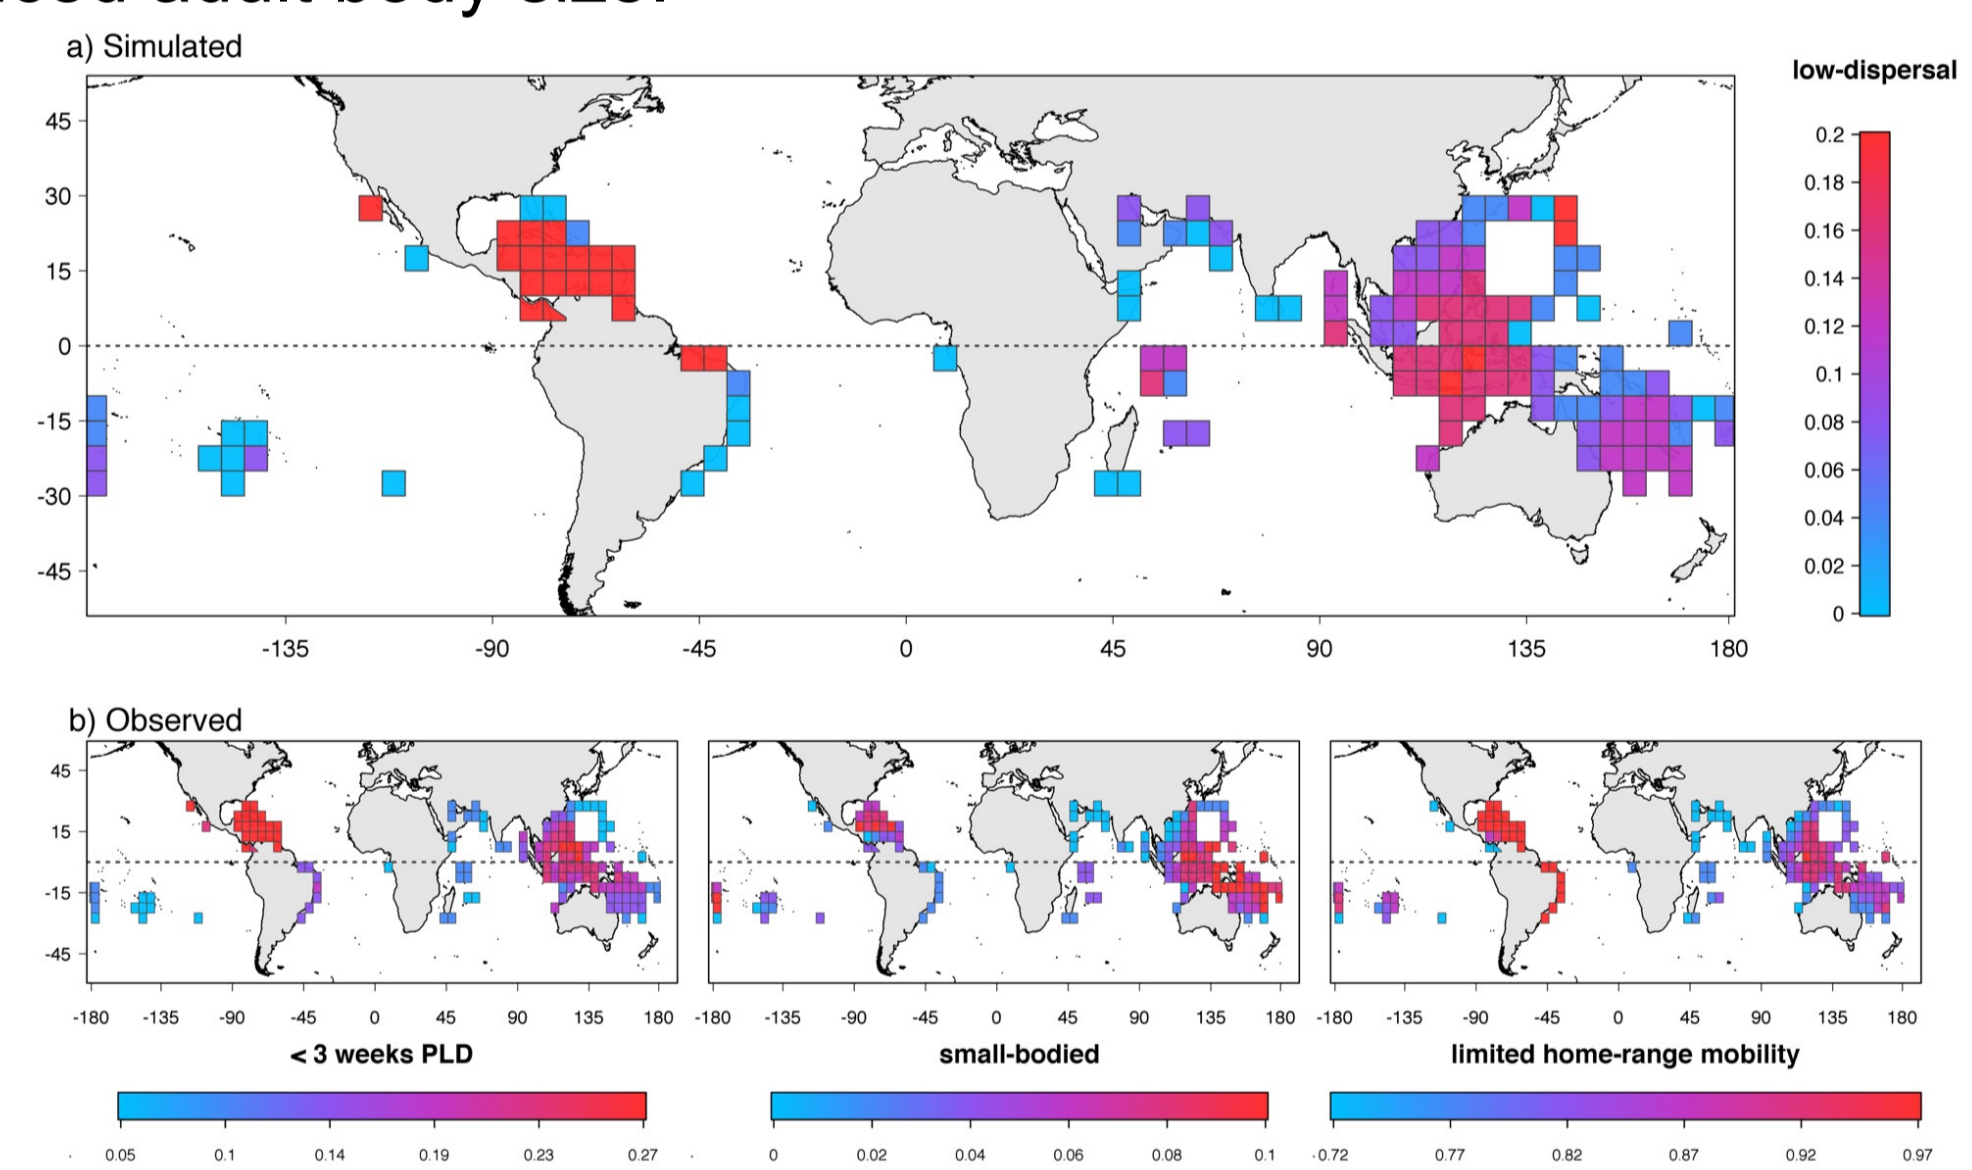 adult body size.
a) Simulated
low-dispersal
45
30
15
0
-15
-30
-45
-135 -90 -45 0 45 90 135 180
0.2
0.18
0.16
0.14
0.12
0.1
0.08
0.06
0.04
0.02
0
b) Observed
45
15
-15
-45
-180 -135 -90 -45 0 45 90 135 180
-180 -135 -90 -45 0 45 90 135 180
-180 -135 -90 -45 0 45 90 135 180
< 3 weeks PLD
small-bodied
limited home-range mobility
0.05 0.1 0.14 0.19 0.23 0.27
0 0.02 0.04 0.06 0.08 0.1
0.72 0.77 0.82 0.87 0.92 0.97